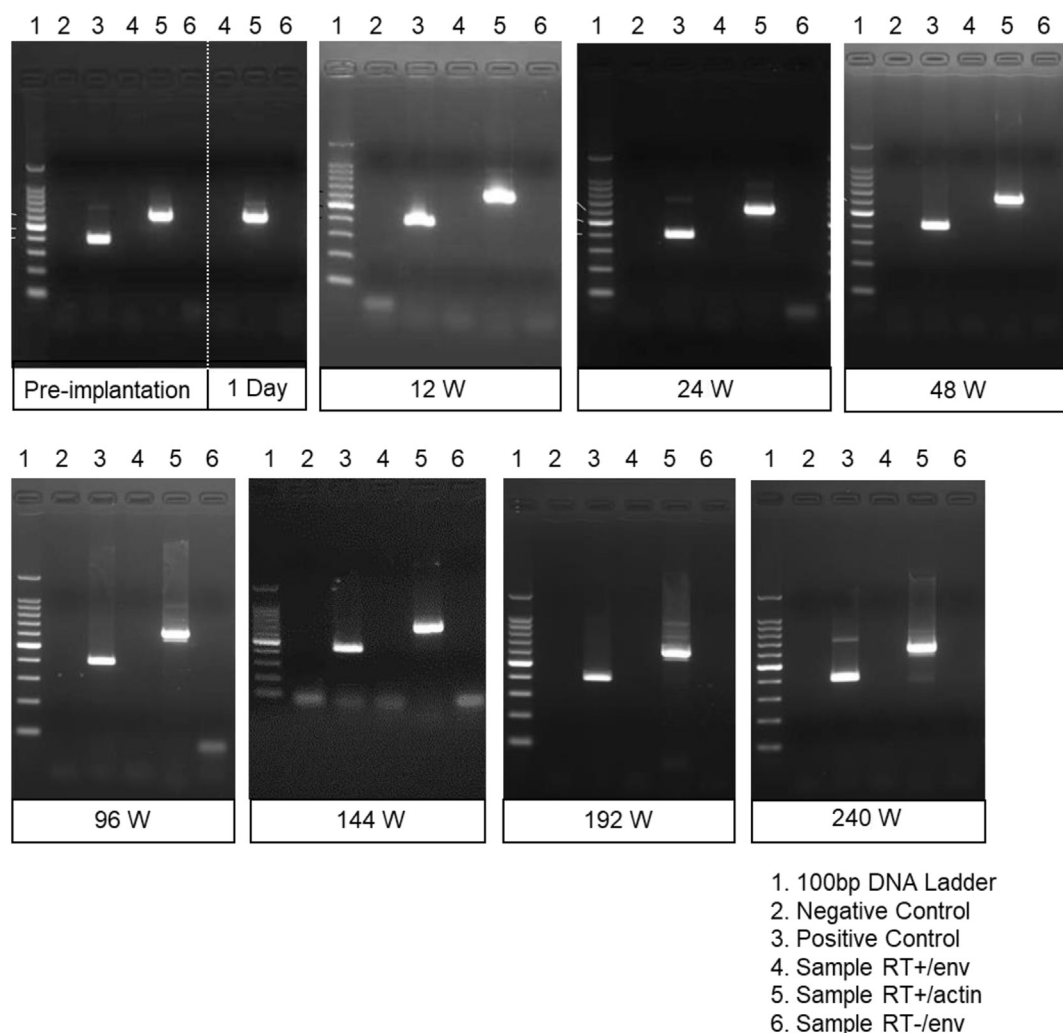 1 2 3 4 5 6 4 5 6
1 2 3 4 5 6
1 2 3 4 5 6
1 2 3 4 5 6
Pre-implantation 1 Day
12 W
24 W
48 W
1 2 3 4 5 6
1 2 3 4 5 6
1 2 3 4 5 6
1 2 3 4 5 6
96 W
144 W
192 W
240 W
1. 100bp DNA Ladder
2. Negative Control
3. Positive Control
4. Sample RT+/env
5. Sample RT+/actin
6. Sample RT-/env